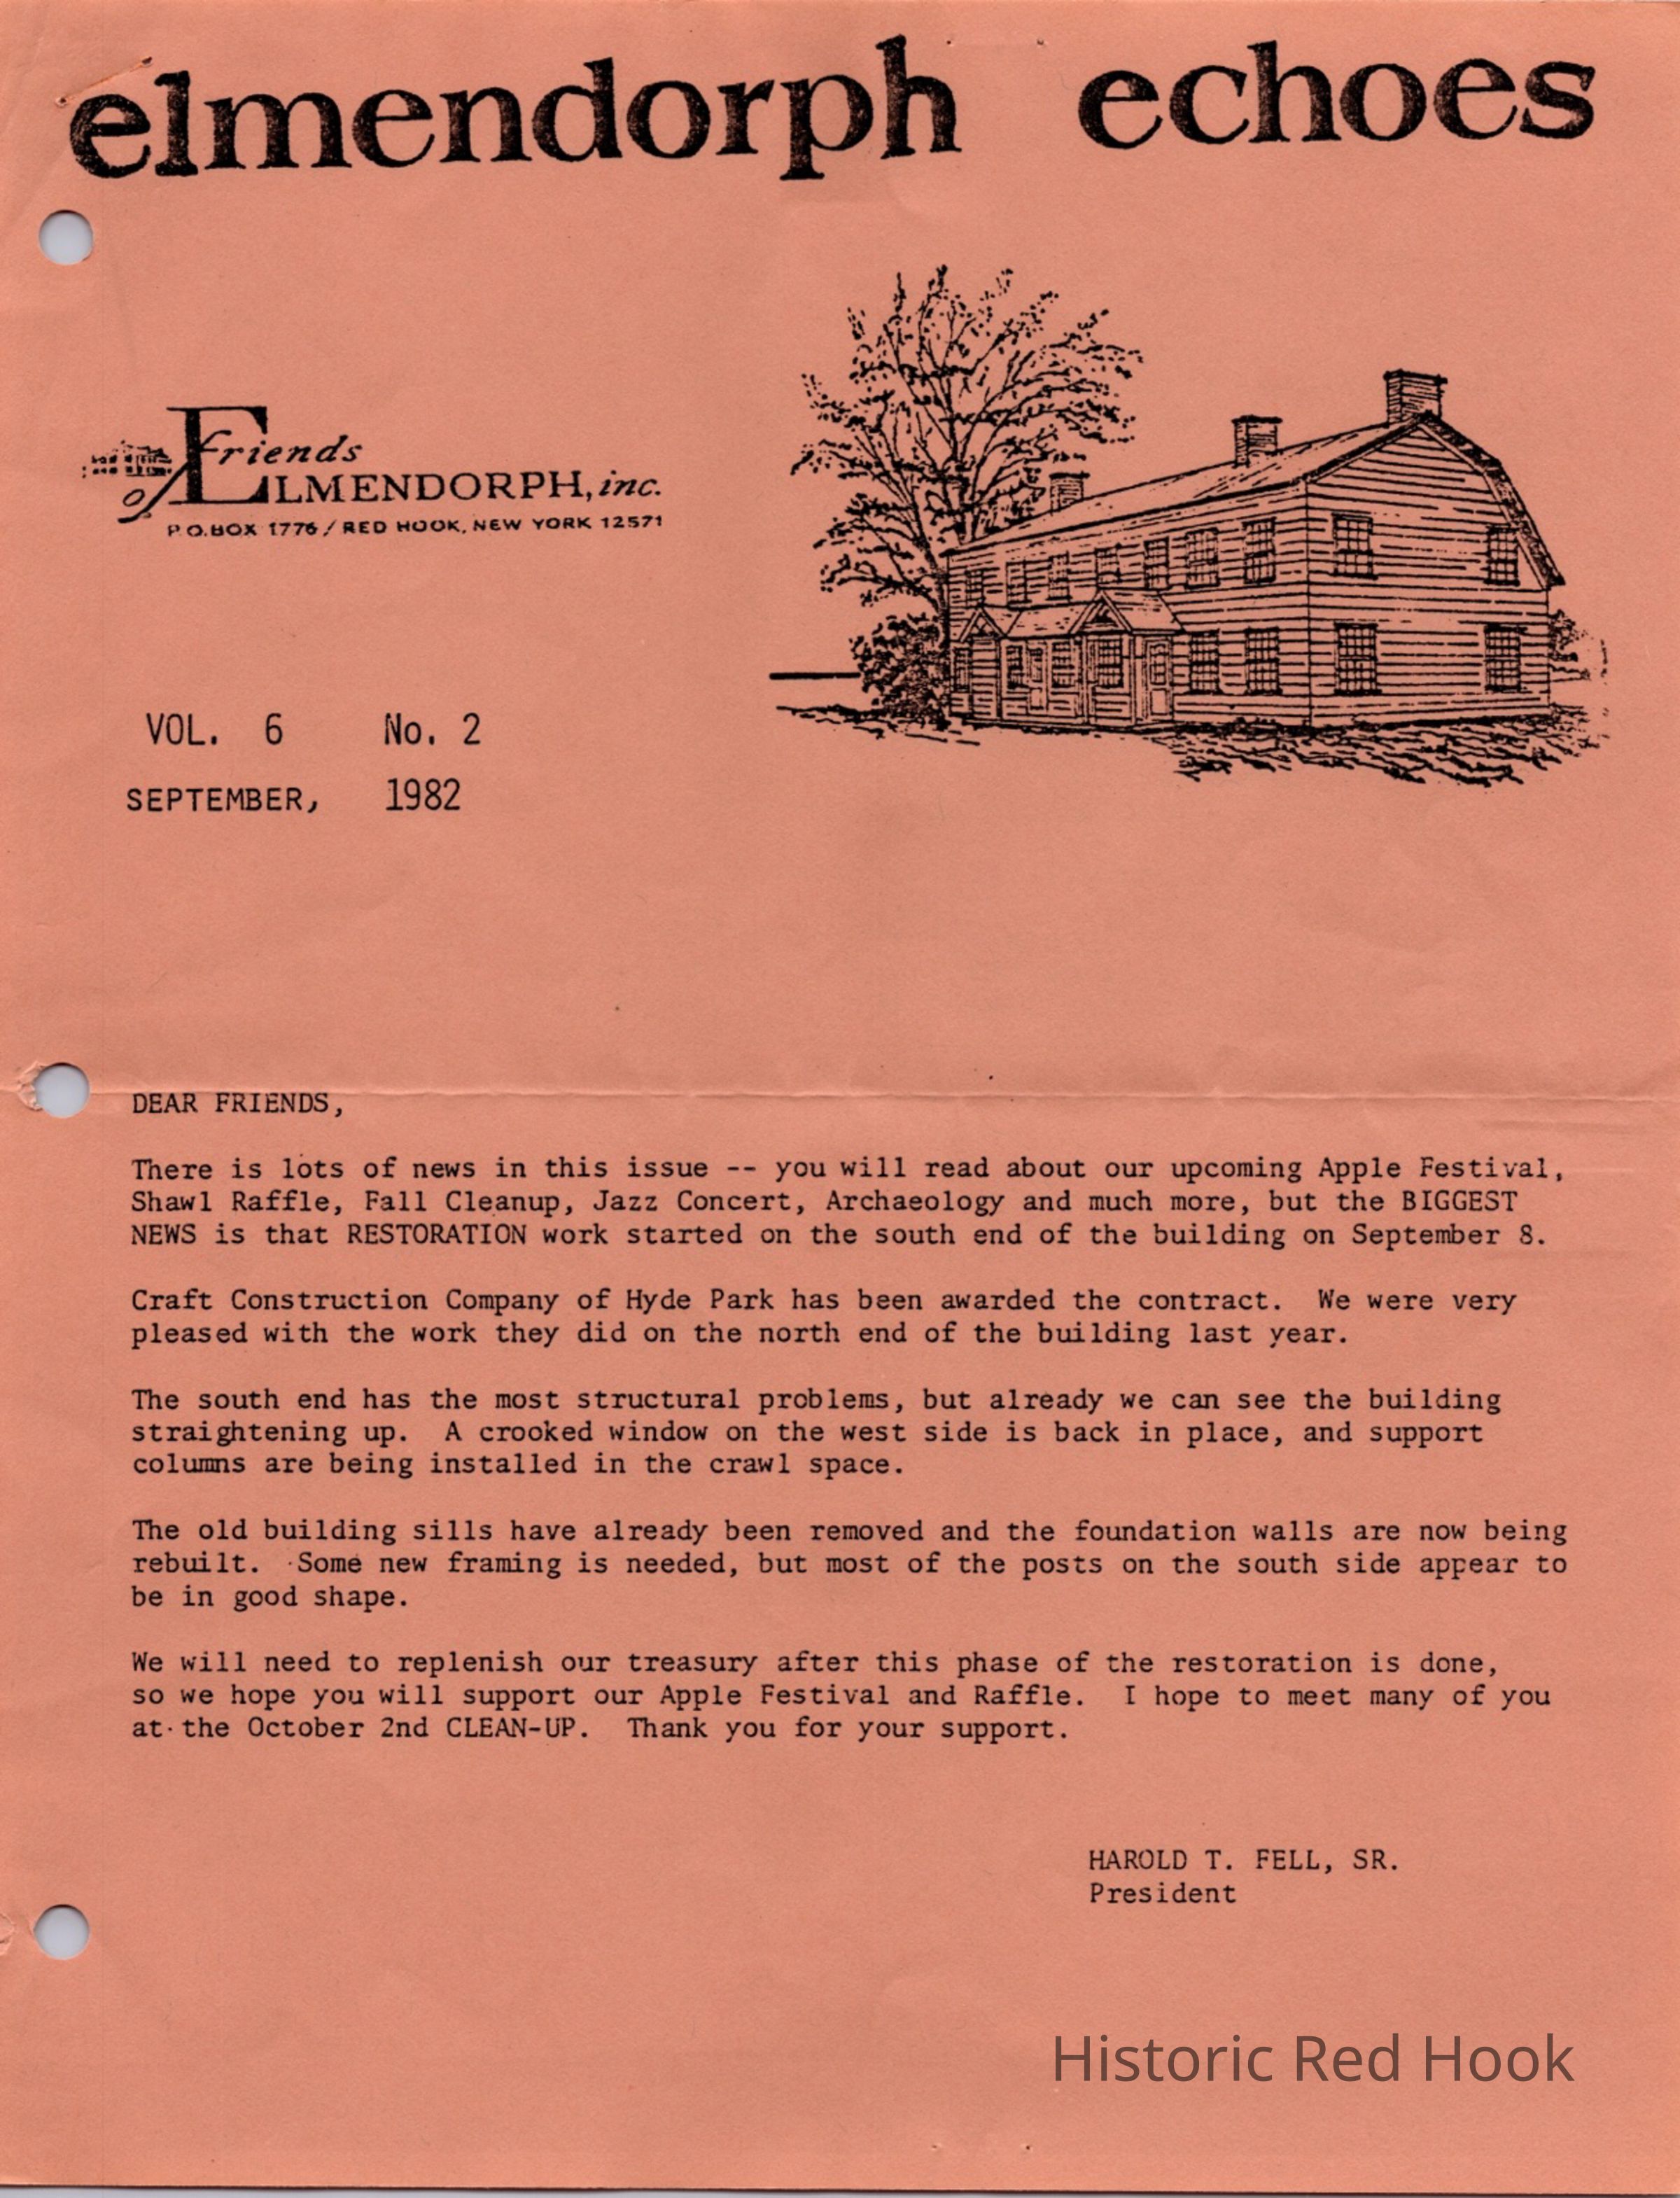 elmendorph echoes
Friends
of ELMENDORPH, inc.
P.O.BOX 1776 / RED HOOK, NEW YORK 12571
VOL. 6 No. 2
SEPTEMBER, 1982
DEAR FRIENDS,
There is lots of news in this issue -- you will read about our upcoming Apple Festival,
Shawl Raffle, Fall Cleanup, Jazz Concert, Archaeology and much more, but the BIGGEST
NEWS is that RESTORATION work started on the south end of the building on September 8.
Craft Construction Company of Hyde Park has been awarded the contract. We were very
pleased with the work they did on the north end of the building last year.
The south end has the most structural problems, but already we can see the building
straightening up. A crooked window on the west side is back in place, and support
columns are being installed in the crawl space.
The old building sills have already been removed and the foundation walls are now being
rebuilt. Some new framing is needed, but most of the posts on the south side appear to
be in good shape.
We will need to replenish our treasury after this phase of the restoration is done,
so we hope you will support our Apple Festival and Raffle. I hope to meet many of you
at the October 2nd CLEAN-UP. Thank you for your support.
HAROLD T. FELL, SR.
President
Historic Red Hook